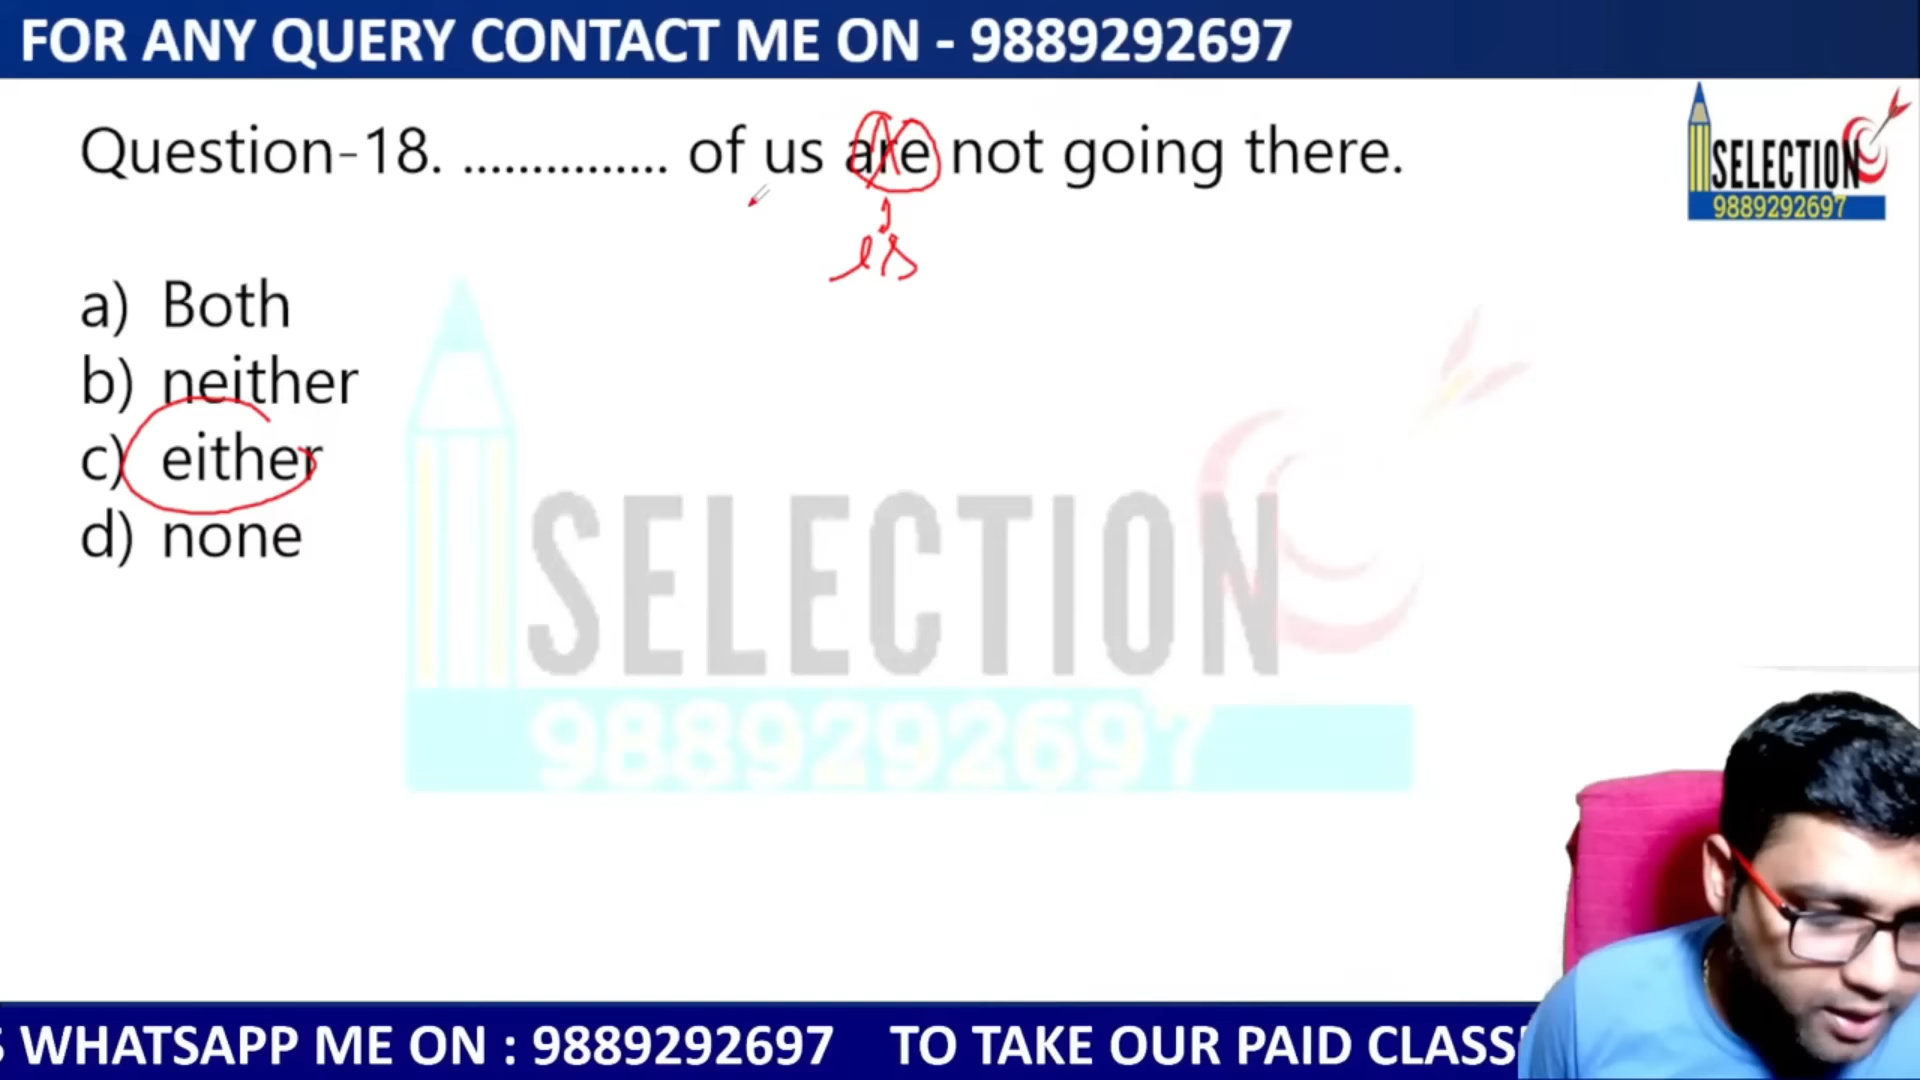 FOR ANY QUERY CONTACT ME ON - 9889292697
Question-18. ............... of us are not going there.
is
SELECTION
9889292697
a) Both
b) neither
c) either
d) none
SELECTION
9889292697
S WHATSAPP ME ON : 9889292697 TO TAKE OUR PAID CLASS